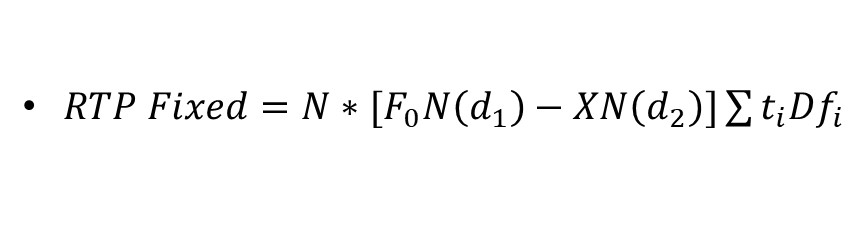 • RTP Fixed = N * [F₀N(d₁) − XN(d₂)] ∑ tᵢDfᵢ